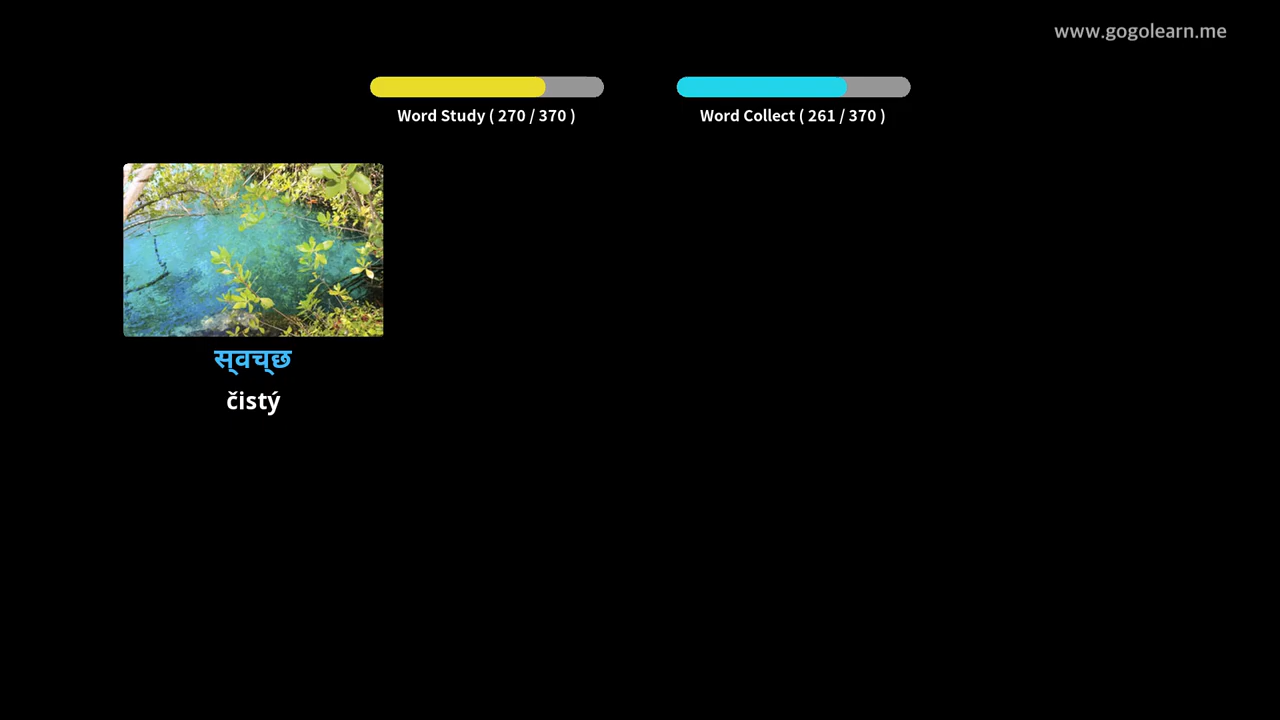 www.gogolearn.me
Word Study ( 270 / 370 )
Word Collect ( 261 / 370 )
स्वच्छ
čistý